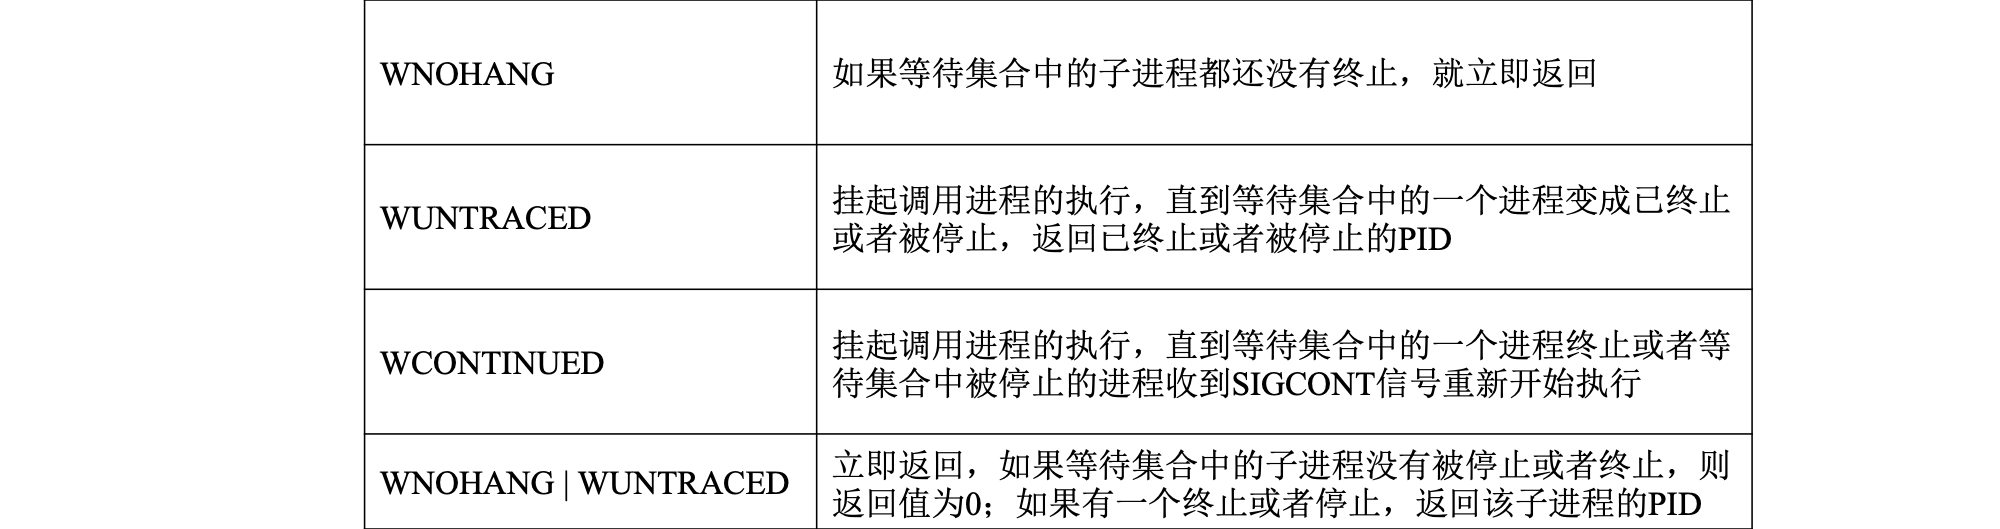 WNOHANG
如果等待集合中的子进程都还没有终止，就立即返回
WUNTRACED
挂起调用进程的执行，直到等待集合中的一个进程变成已终止
或者被停止，返回已终止或者被停止的PID
WCONTINUED
挂起调用进程的执行，直到等待集合中的一个进程终止或者等
待集合中被停止的进程收到SIGCONT信号重新开始执行
WNOHANG | WUNTRACED
立即返回，如果等待集合中的子进程没有被停止或者终止，则
返回值为0；如果有一个终止或者停止，返回该子进程的PID